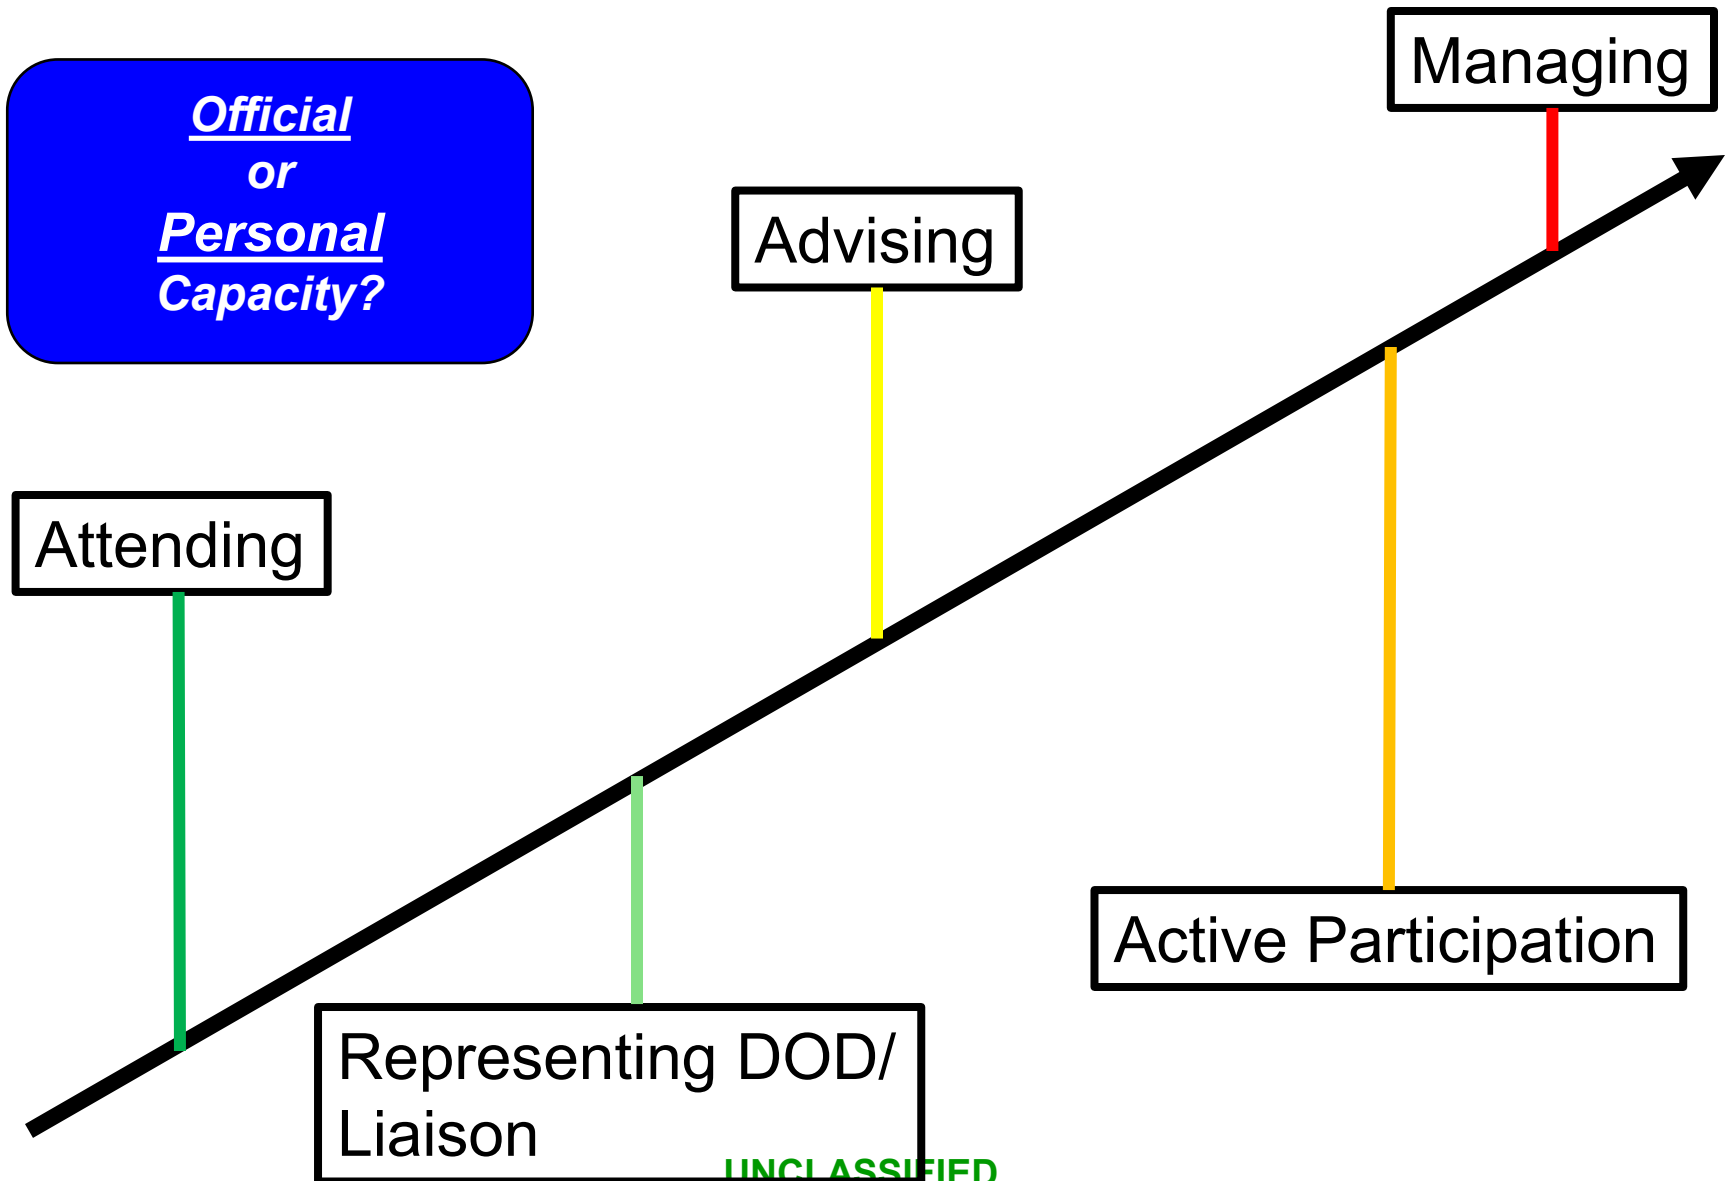 Official
or
Personal
Capacity?
Managing
Advising
Attending
Active Participation
Representing DOD/
Liaison
UNCLASSIFIED